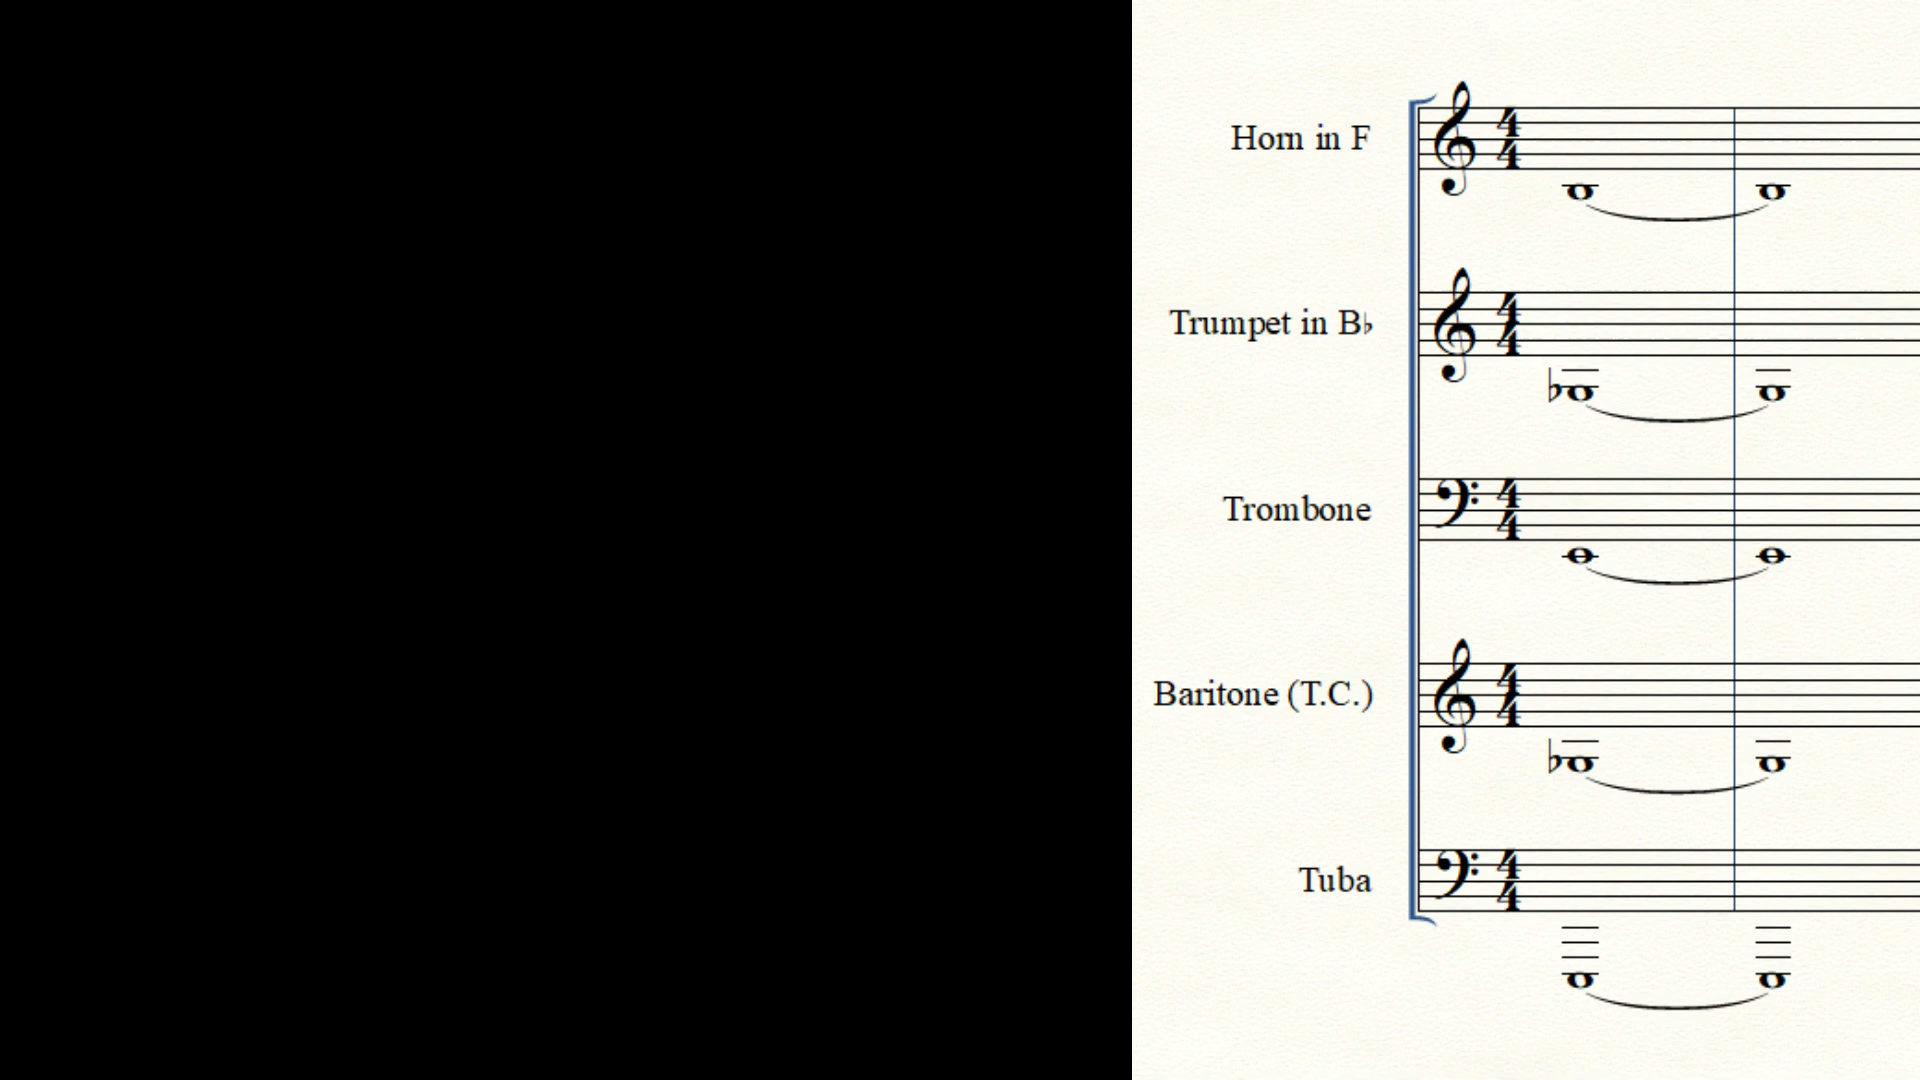 Horn in F
Trumpet in B♭
Trombone
Baritone (T.C.)
Tuba